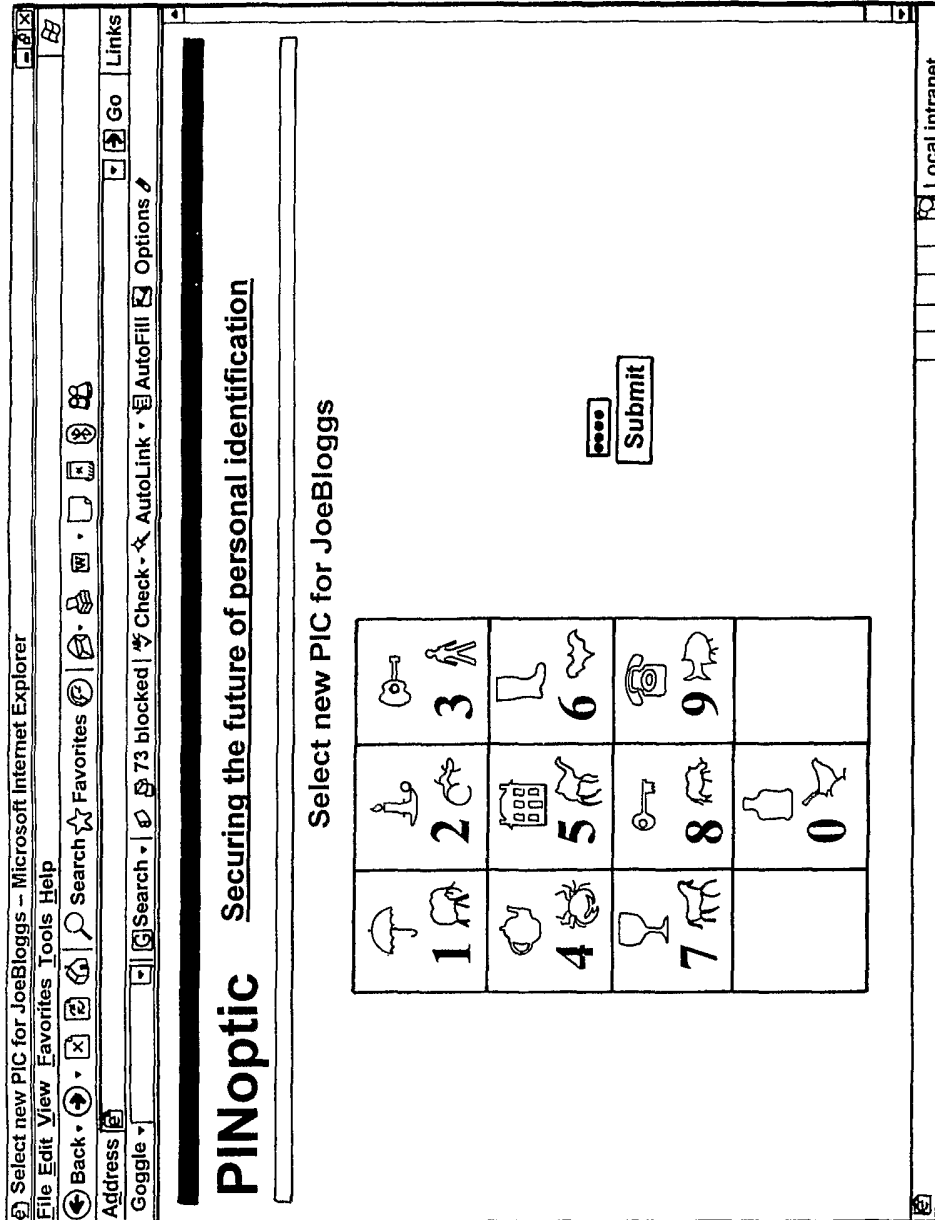 Select new PIC for JoeBloggs – Microsoft Internet Explorer
File Edit View Favorites Tools Help
Back Search Favorites W
Address Go Links
Goggle G Search 73 blocked Check AutoLink AutoFill Options
PINoptic Securing the future of personal identification
Select new PIC for JoeBloggs
1 2 3
4 5 6
7 8 9
0
Submit
Local intranet